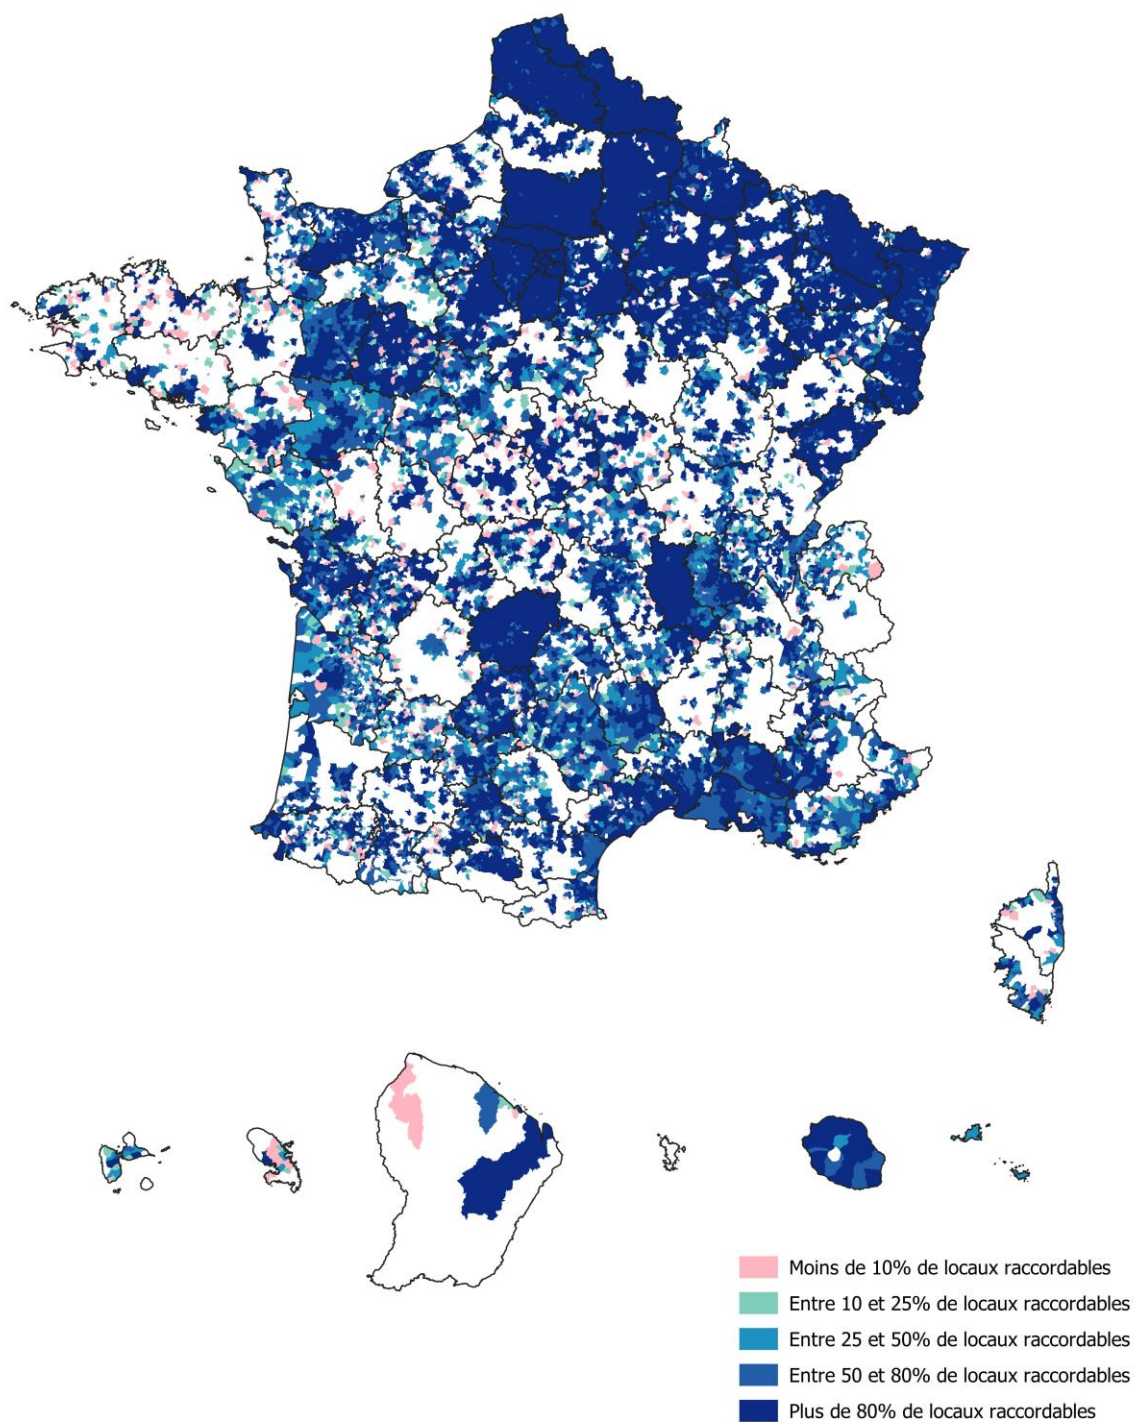 Moins de 10% de locaux raccordables
Entre 10 et 25% de locaux raccordables
Entre 25 et 50% de locaux raccordables
Entre 50 et 80% de locaux raccordables
Plus de 80% de locaux raccordables